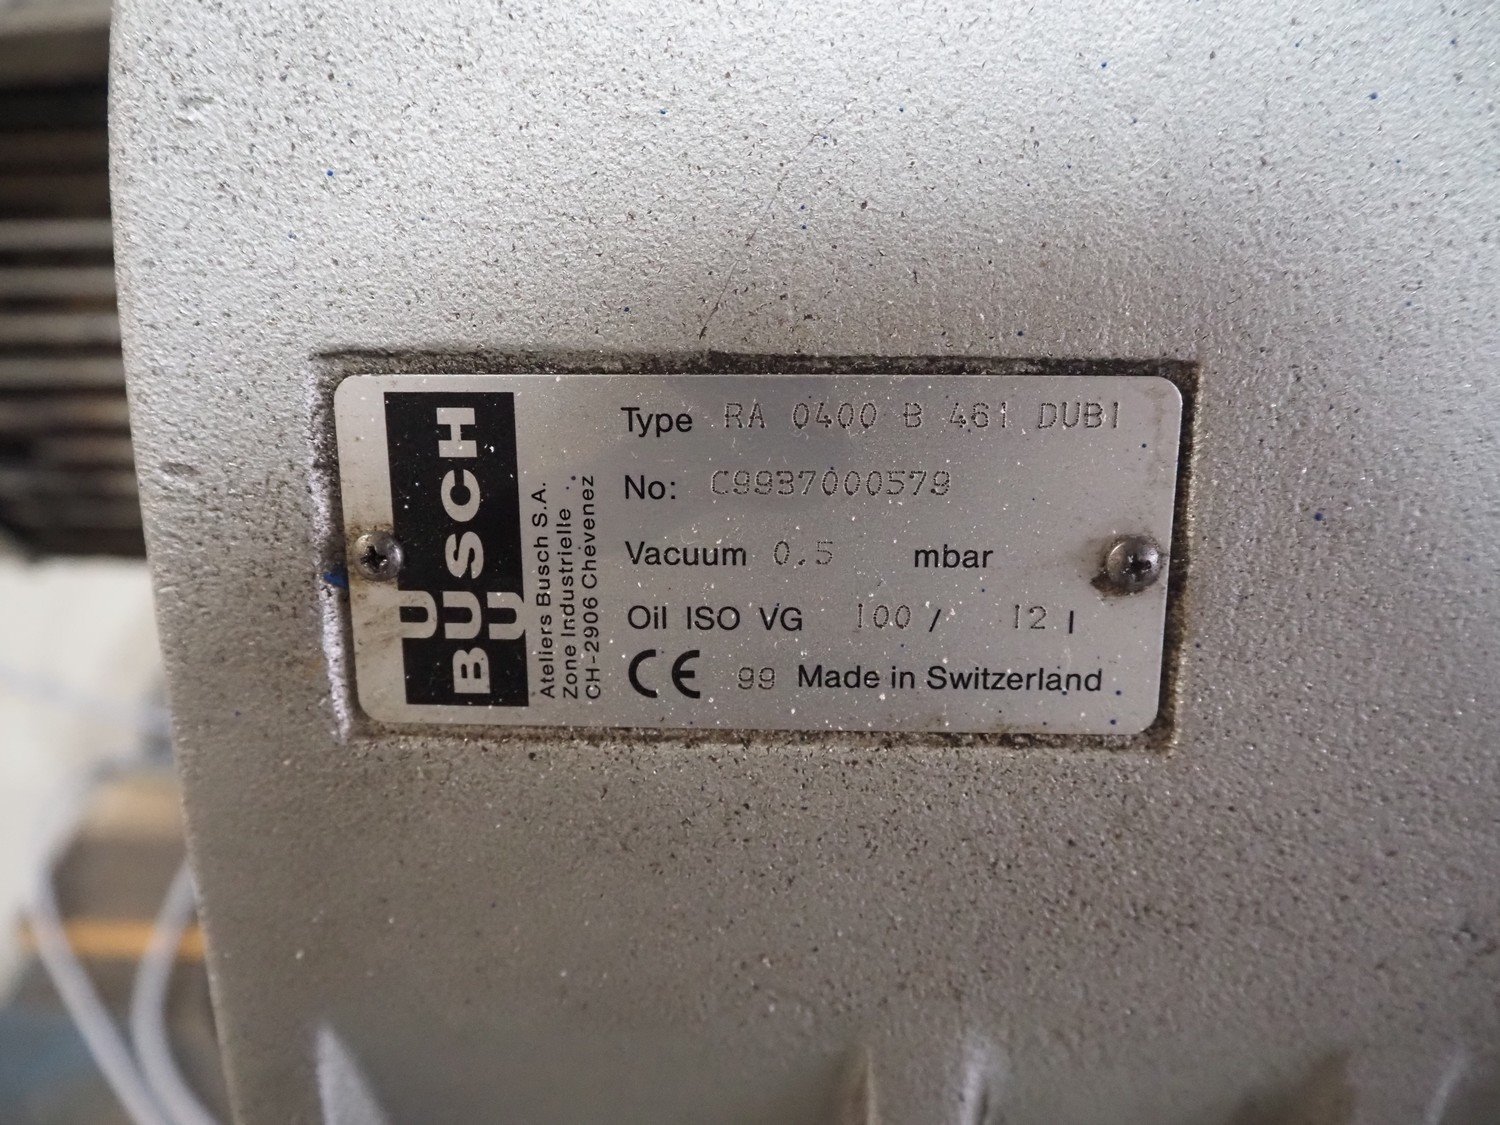 U
BUSCH
U
Ateliers Busch S.A.
Zone Industrielle
CH-2906 Chevenez
Type RA 0400 B 461 DUB1
No: C9937000579
Vacuum 0.5 mbar
Oil ISO VG 100 / 12 l
CE 99 Made in Switzerland